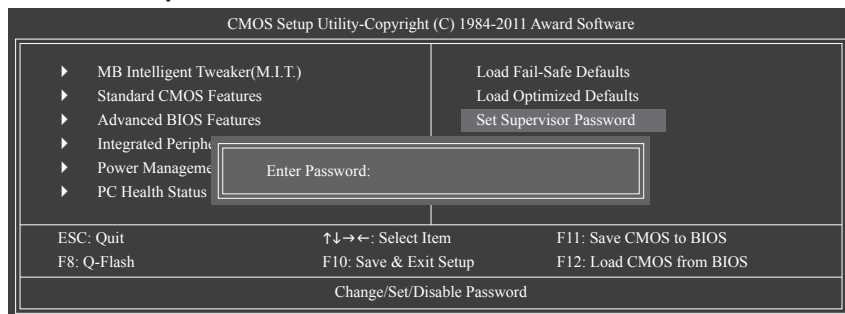 CMOS Setup Utility-Copyright (C) 1984-2011 Award Software
MB Intelligent Tweaker(M.I.T.)
Standard CMOS Features
Advanced BIOS Features
Integrated Periphe
Power Manageme
PC Health Status
Load Fail-Safe Defaults
Load Optimized Defaults
Set Supervisor Password
Enter Password:
ESC: Quit
↑↓→←: Select Item
F11: Save CMOS to BIOS
F8: Q-Flash
F10: Save & Exit Setup
F12: Load CMOS from BIOS
Change/Set/Disable Password